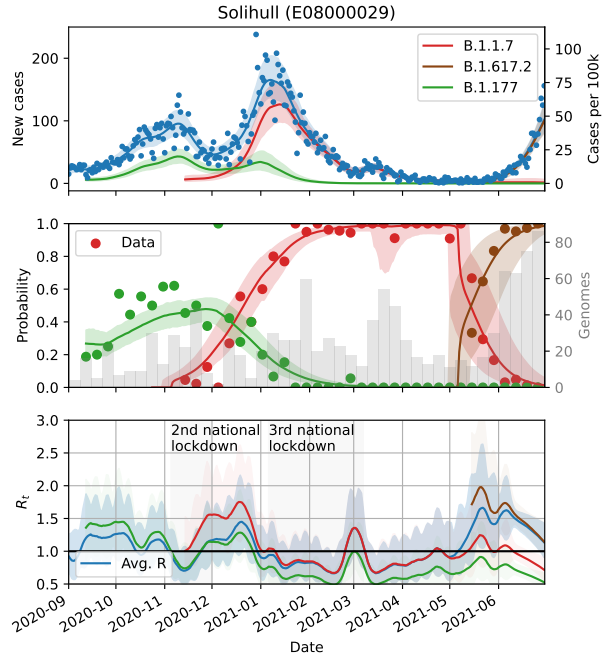 Solihull (E08000029)
New cases
200
100
0
B.1.1.7
B.1.617.2
B.1.177
100
75
50
25
0
Cases per 100k
Probability
1.0
0.8
0.6
0.4
0.2
0.0
Data
80
60
40
20
0
Genomes
R_t
3.0
2.5
2.0
1.5
1.0
0.5
2nd national
lockdown
3rd national
lockdown
Avg. R
2020-09
2020-10
2020-11
2020-12
2021-01
2021-02
2021-03
2021-04
2021-05
2021-06
Date